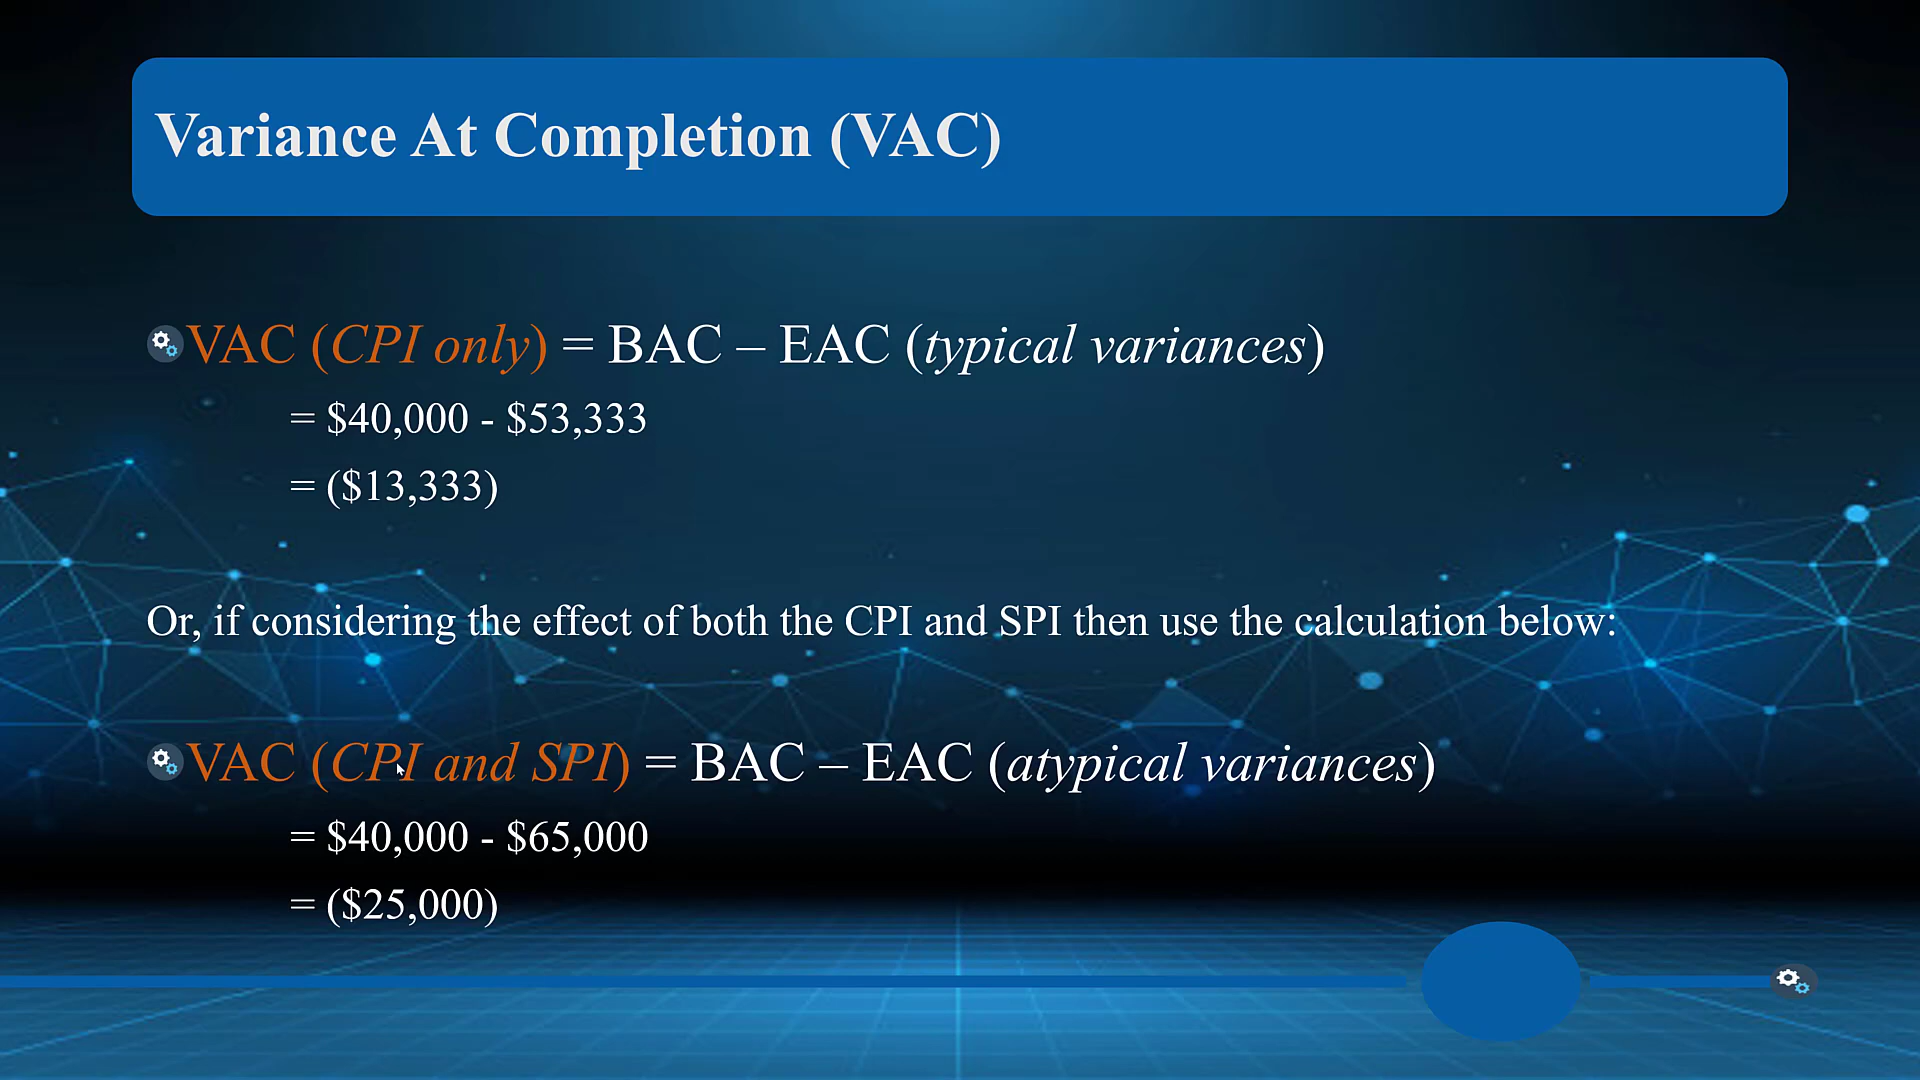 Variance At Completion (VAC)
VAC (CPI only) = BAC – EAC (typical variances)
= $40,000 - $53,333
= ($13,333)
Or, if considering the effect of both the CPI and SPI then use the calculation below:
VAC (CPI and SPI) = BAC – EAC (atypical variances)
= $40,000 - $65,000
= ($25,000)